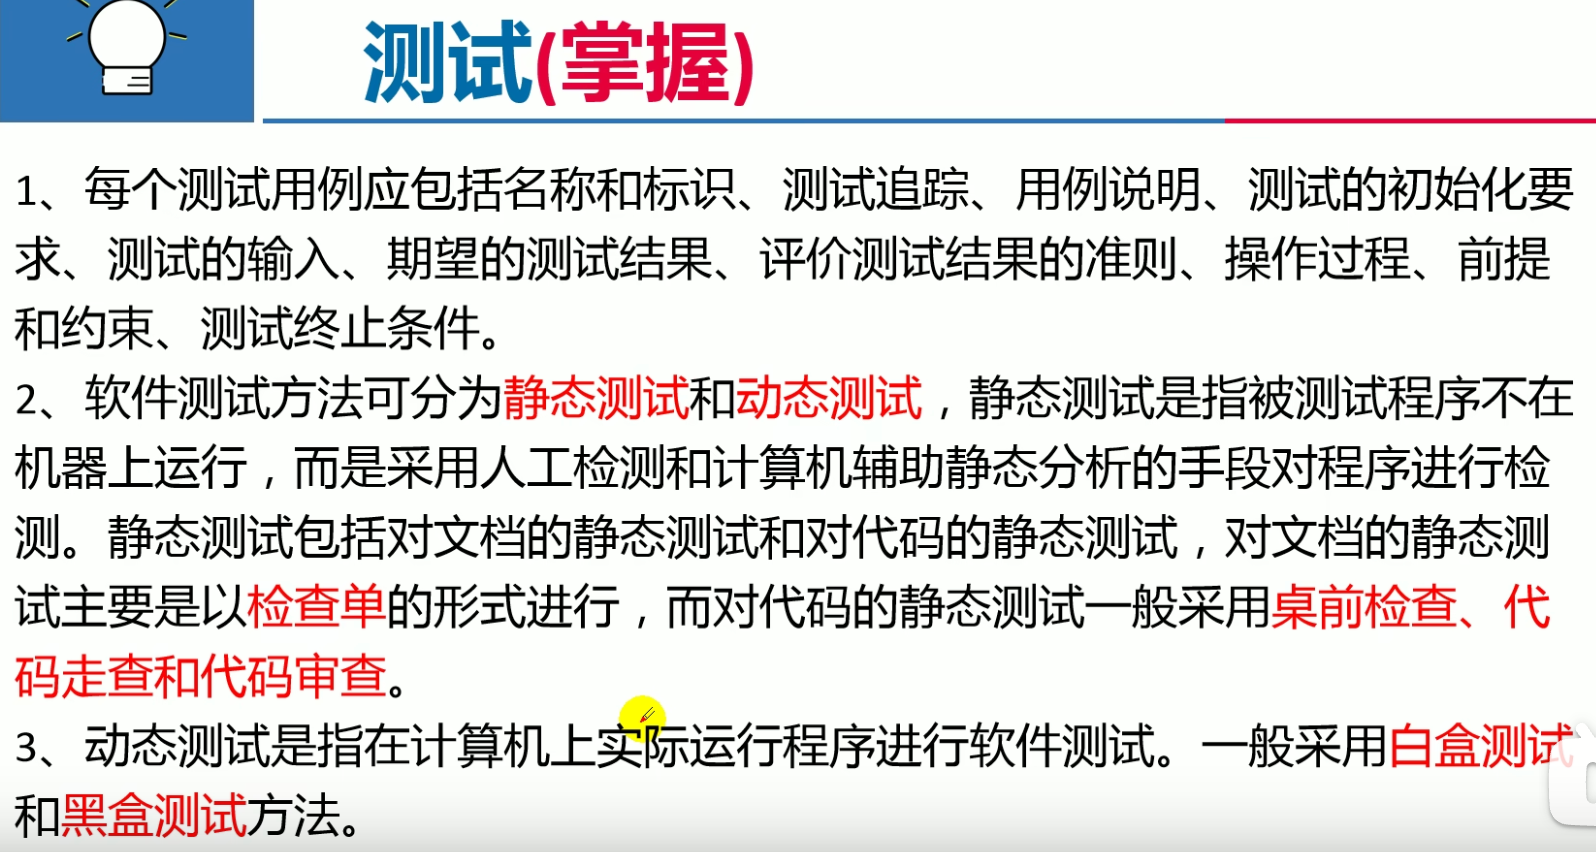 测试(掌握)
1、每个测试用例应包括名称和标识、测试追踪、用例说明、测试的初始化要
求、测试的输入、期望的测试结果、评价测试结果的准则、操作过程、前提
和约束、测试终止条件。
2、软件测试方法可分为静态测试和动态测试，静态测试是指被测试程序不在
机器上运行，而是采用人工检测和计算机辅助静态分析的手段对程序进行检
测。静态测试包括对文档的静态测试和对代码的静态测试，对文档的静态测
试主要是以检查单的形式进行，而对代码的静态测试一般采用桌前检查、代
码走查和代码审查。
3、动态测试是指在计算机上实际运行程序进行软件测试。一般采用白盒测试
和黑盒测试方法。